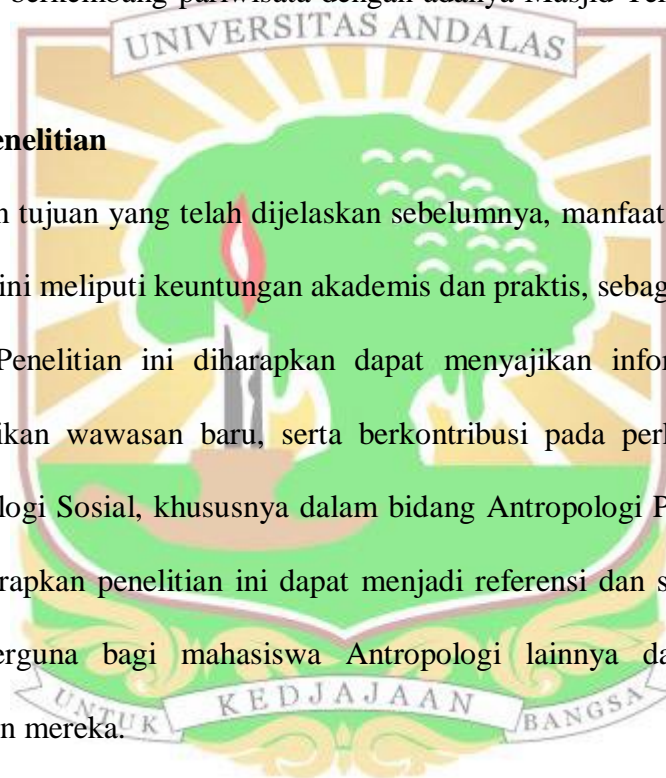 berkembang pariwisata dengan adanya Masjid
UNIVERSITAS ANDALAS
enelitian
n tujuan yang telah dijelaskan sebelumnya, manfaat
ini meliputi keuntungan akademis dan praktis, sebag
Penelitian ini diharapkan dapat menyajikan infor
ikan wawasan baru, serta berkontribusi pada
logi Sosial, khususnya dalam bidang Antropologi P
rapkan penelitian ini dapat menjadi referensi dan s
erguna bagi mahasiswa Antropologi lainnya da
n mereka.
UNTUK KEDJAJAAN BANGSA